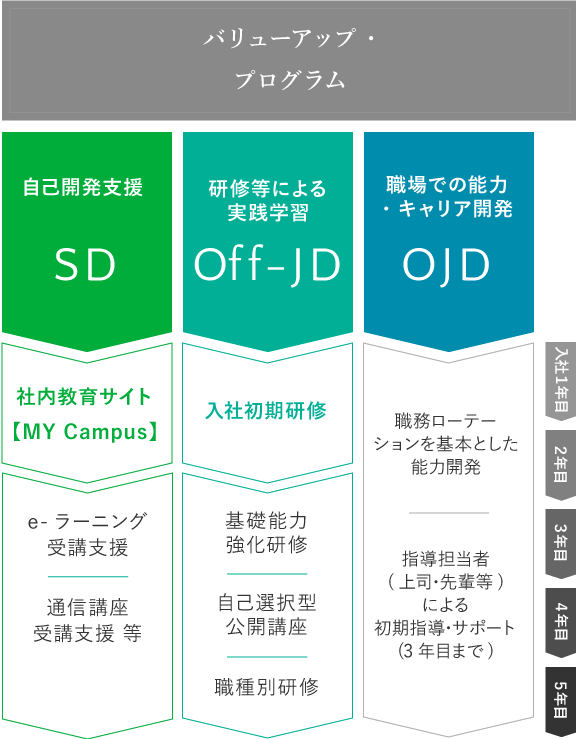 バリューアップ・
プログラム
自己開発支援
SD
研修等による
実践学習
Off-JD
職場での能力
・キャリア開発
OJD
社内教育サイト
【MY Campus】
e-ラーニング
受講支援
通信講座
受講支援 等
入社初期研修
基礎能力
強化研修
自己選択型
公開講座
職種別研修
職務ローテー
ションを基本とした
能力開発
指導担当者
(上司・先輩等)
による
初期指導・サポート
(3年目まで)
入社1年目
2年目
3年目
4年目
5年目